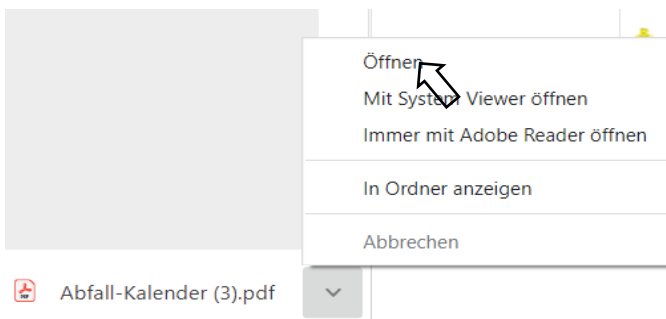 Öffnen
Mit System Viewer öffnen
Immer mit Adobe Reader öffnen
In Ordner anzeigen
Abbrechen
Abfall-Kalender (3).pdf